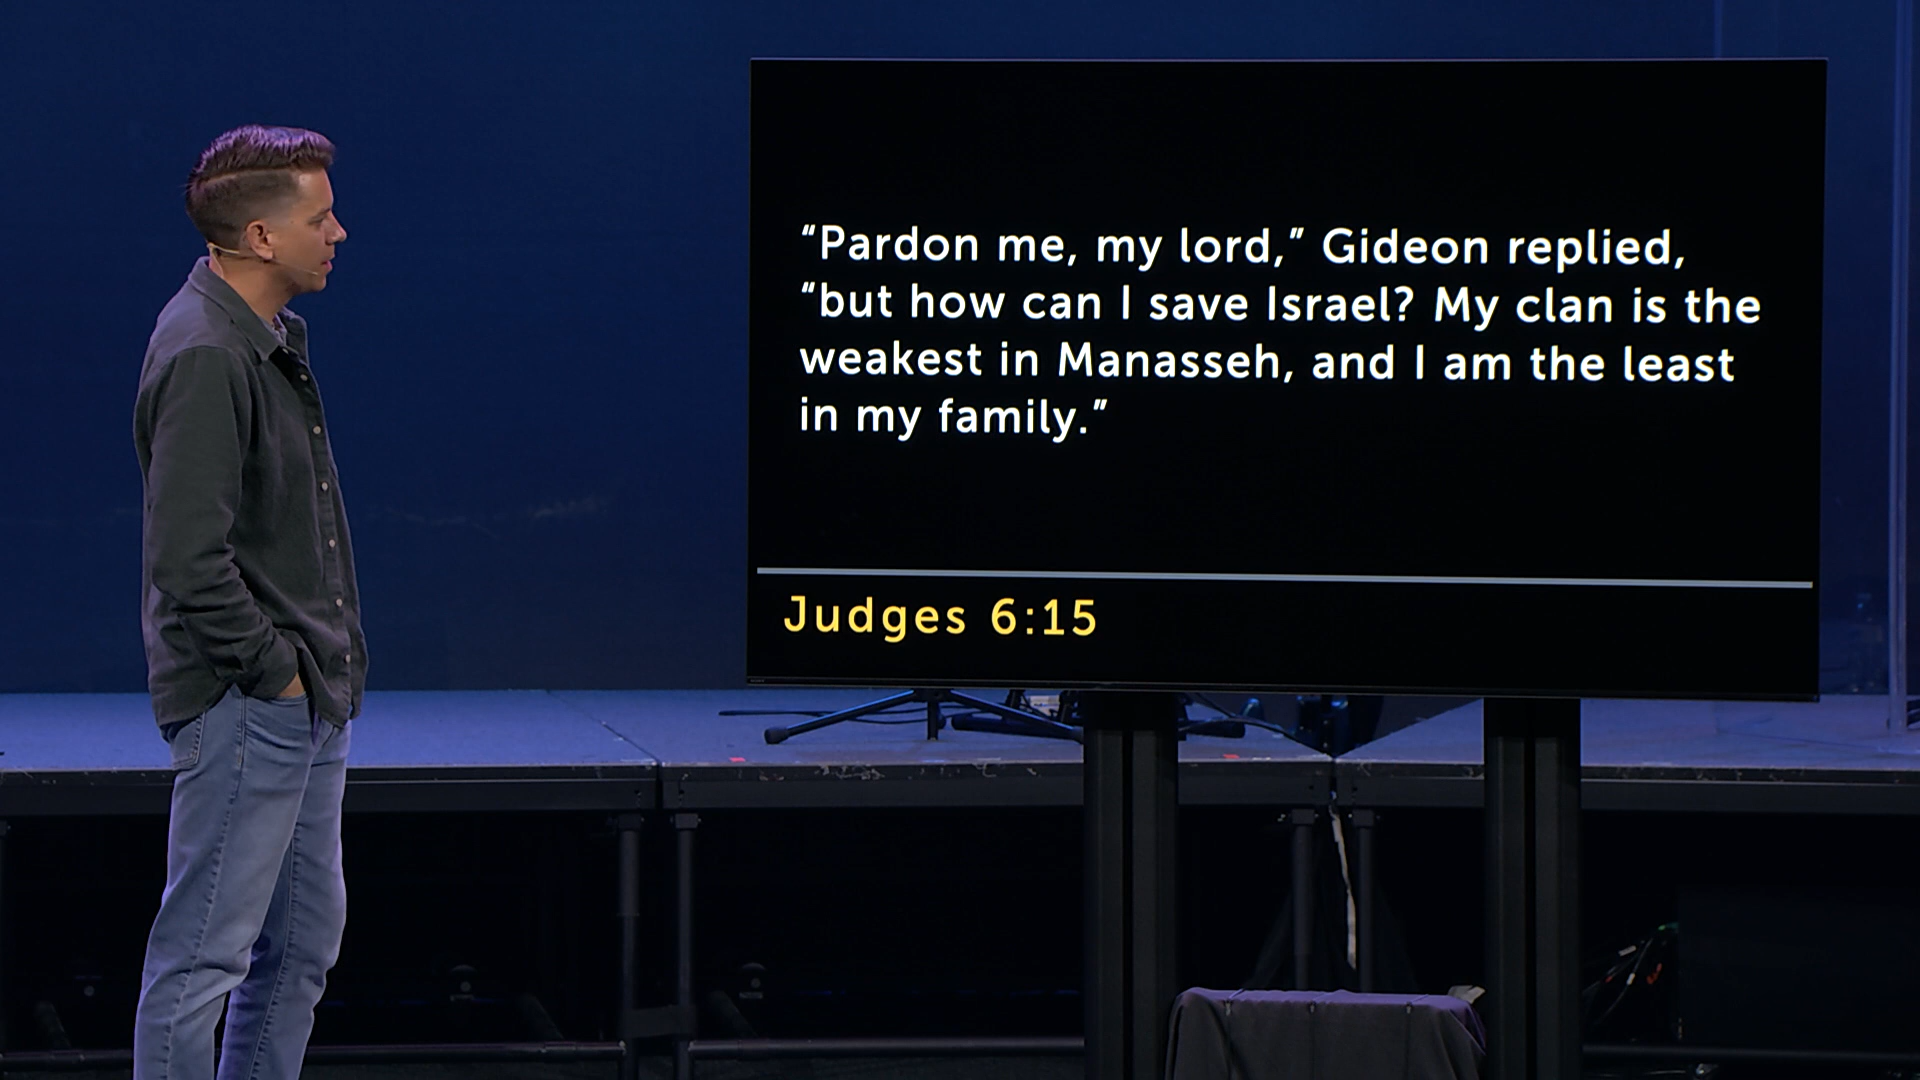 “Pardon me, my lord,” Gideon replied,
“but how can I save Israel? My clan is the
weakest in Manasseh, and I am the least
in my family.”
Judges 6:15